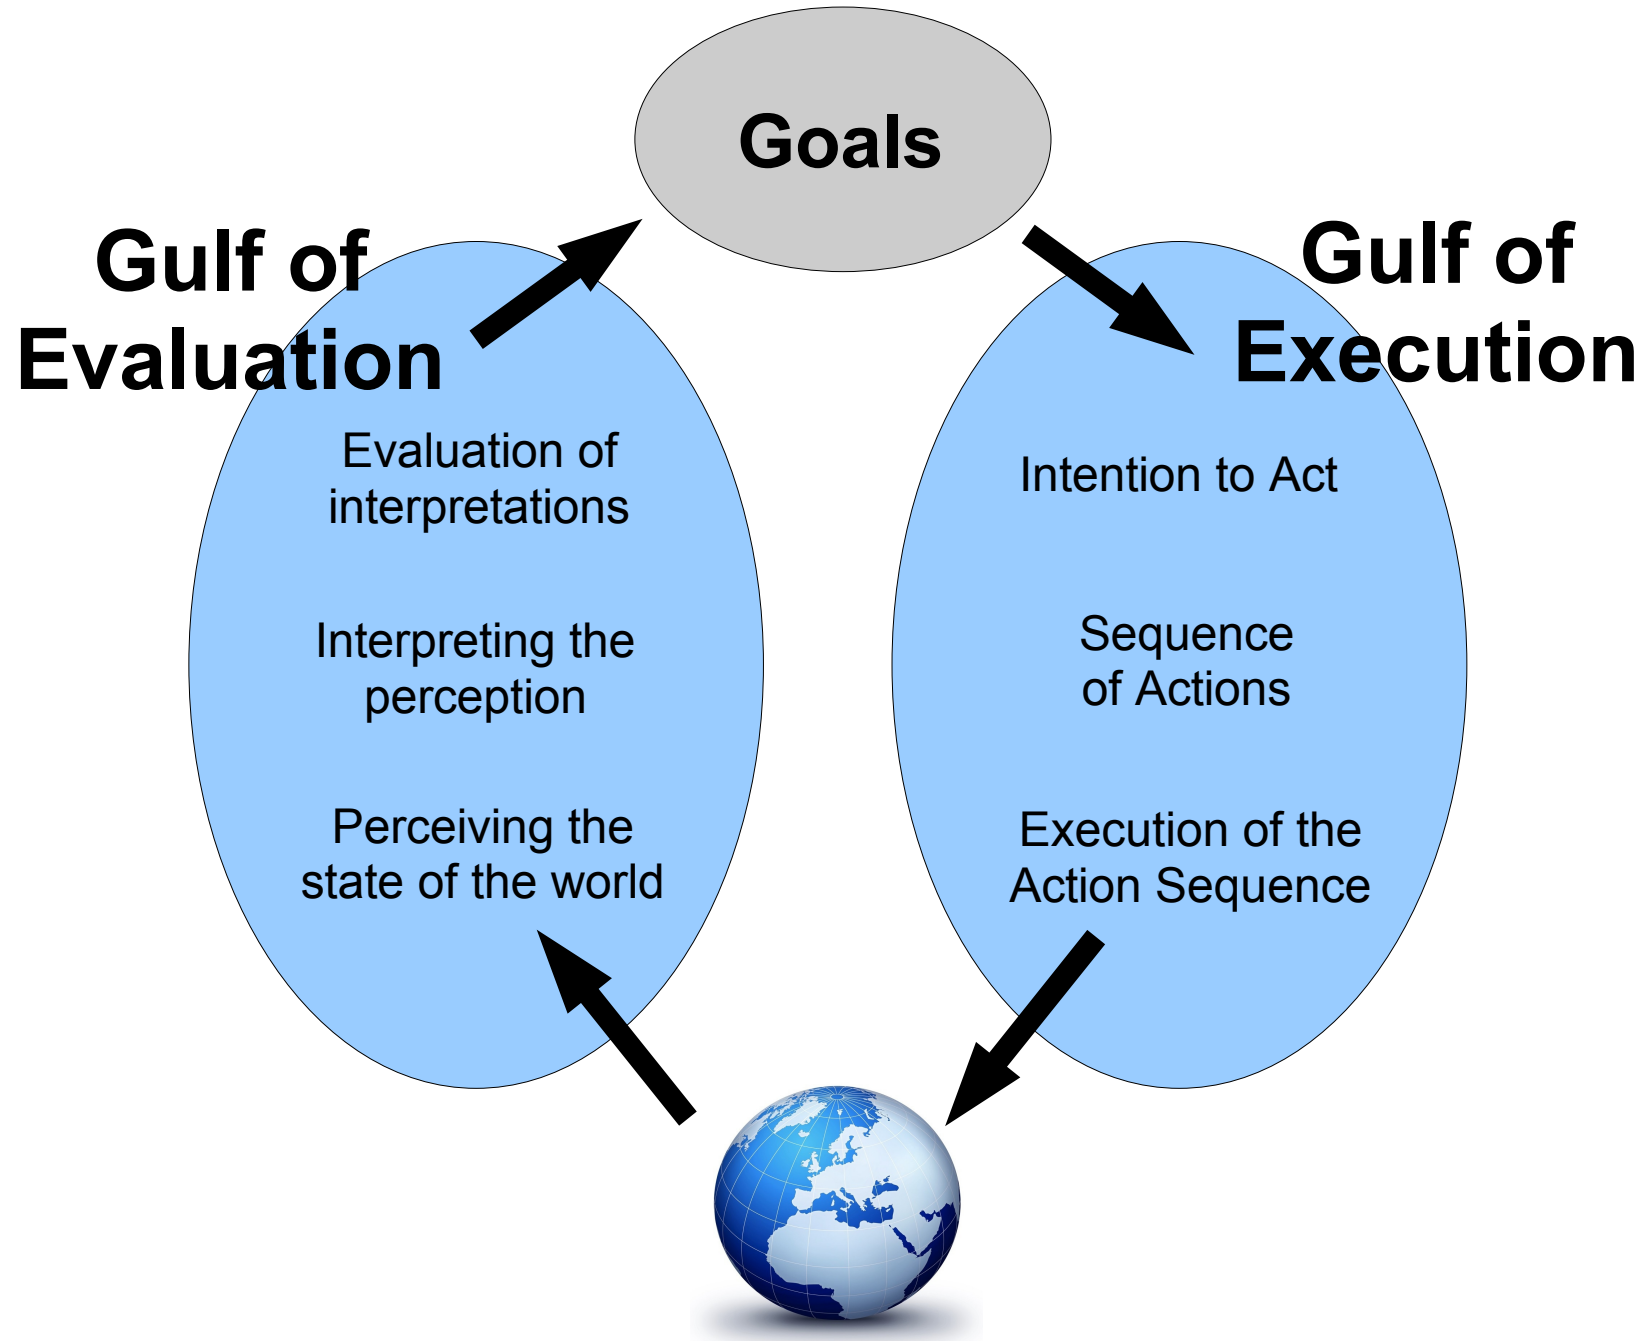 Goals
Gulf of
Evaluation
Evaluation of
interpretations
Interpreting the
perception
Perceiving the
state of the world
Gulf of
Execution
Intention to Act
Sequence
of Actions
Execution of the
Action Sequence